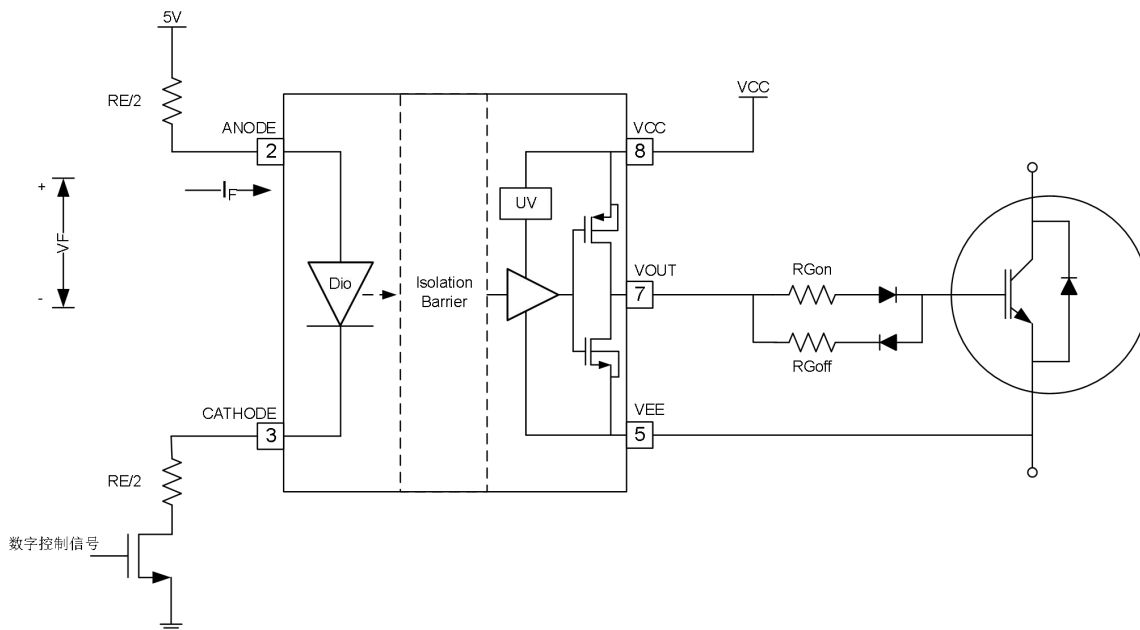 5V
RE/2
ANODE
2
+
VF
-
IF
Dio
Isolation
Barrier
UV
VCC
8
VCC
VOUT
7
RGon
RGoff
CATHODE
3
VEE
5
RE/2
数字控制信号